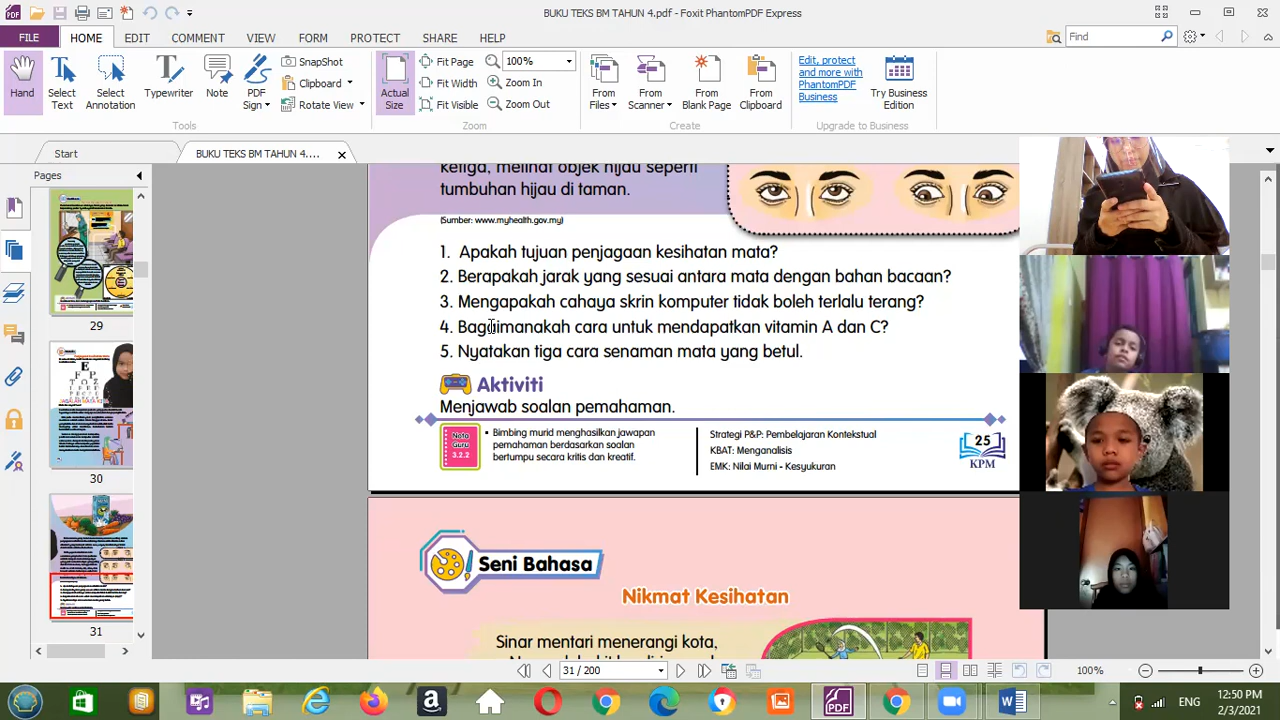 BUKU TEKS BM TAHUN 4.pdf - Foxit PhantomPDF Express
FILE HOME EDIT COMMENT VIEW FORM PROTECT SHARE HELP
Find
Hand
Select Text
Select Annotation
Typewriter
Note
PDF Sign
SnapShot
Clipboard
Rotate View
Tools
Actual Size
Fit Page
Fit Width
Fit Visible
100%
Zoom In
Zoom Out
Zoom
From Files
From Scanner
From Blank Page
From Clipboard
Create
Edit, protect
and more with
PhantomPDF
Business
Try Business Edition
Upgrade to Business
Start
BUKU TEKS BM TAHUN 4....
Pages
29
30
31
ketiga, melihat objek hijau seperti
tumbuhan hijau di taman.
(Sumber: www.myhealth.gov.my)
1. Apakah tujuan penjagaan kesihatan mata?
2. Berapakah jarak yang sesuai antara mata dengan bahan bacaan?
3. Mengapakah cahaya skrin komputer tidak boleh terlalu terang?
4. Bagaimanakah cara untuk mendapatkan vitamin A dan C?
5. Nyatakan tiga cara senaman mata yang betul.
Aktiviti
Menjawab soalan pemahaman.
Nota
Guru
3.2.2
• Bimbing murid menghasilkan jawapan
pemahaman berdasarkan soalan
bertumpu secara kritis dan kreatif.
Strategi P&P: Pembelajaran Kontekstual
KBAT: Menganalisis
EMK: Nilai Murni - Kesyukuran
25
KPM
Seni Bahasa
Nikmat Kesihatan
Sinar mentari menerangi kota,
31 / 200
100%
ENG
12:50 PM
2/3/2021